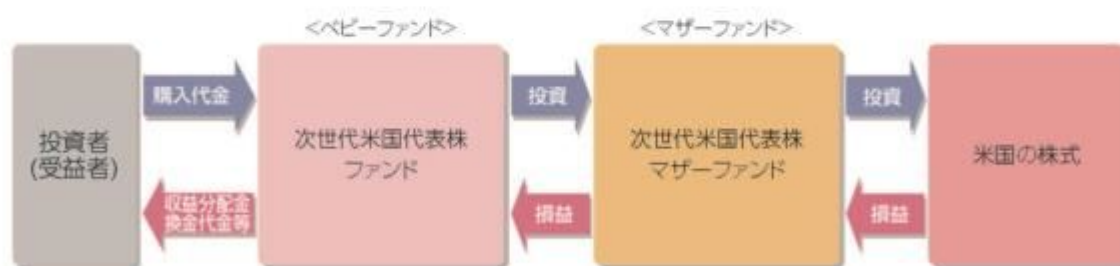 <ベビーファンド>
<マザーファンド>
投資者
(受益者)
購入代金
収益分配金
換金代金等
次世代米国代表株
ファンド
投資
損益
次世代米国代表株
マザーファンド
投資
損益
米国の株式